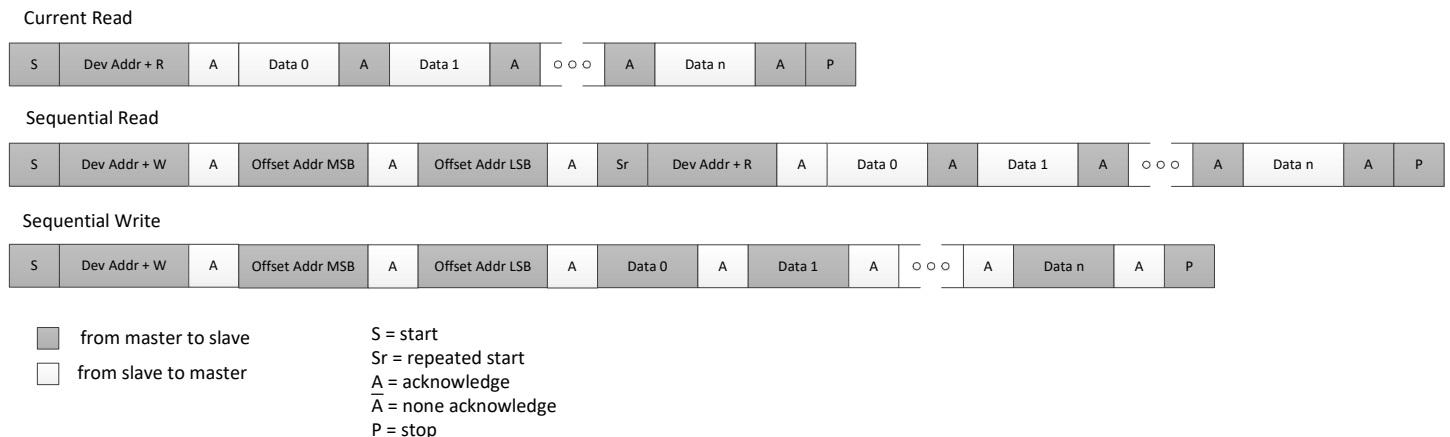 Current Read
S Dev Addr + R A Data 0 A Data 1 A ○ ○ ○ A Data n A P
Sequential Read
S Dev Addr + W A Offset Addr MSB A Offset Addr LSB A Sr Dev Addr + R A Data 0 A Data 1 A ○ ○ ○ A Data n A P
Sequential Write
S Dev Addr + W A Offset Addr MSB A Offset Addr LSB A Data 0 A Data 1 A ○ ○ ○ A Data n A P
from master to slave
from slave to master
S = start
Sr = repeated start
A = acknowledge
A̅ = none acknowledge
P = stop